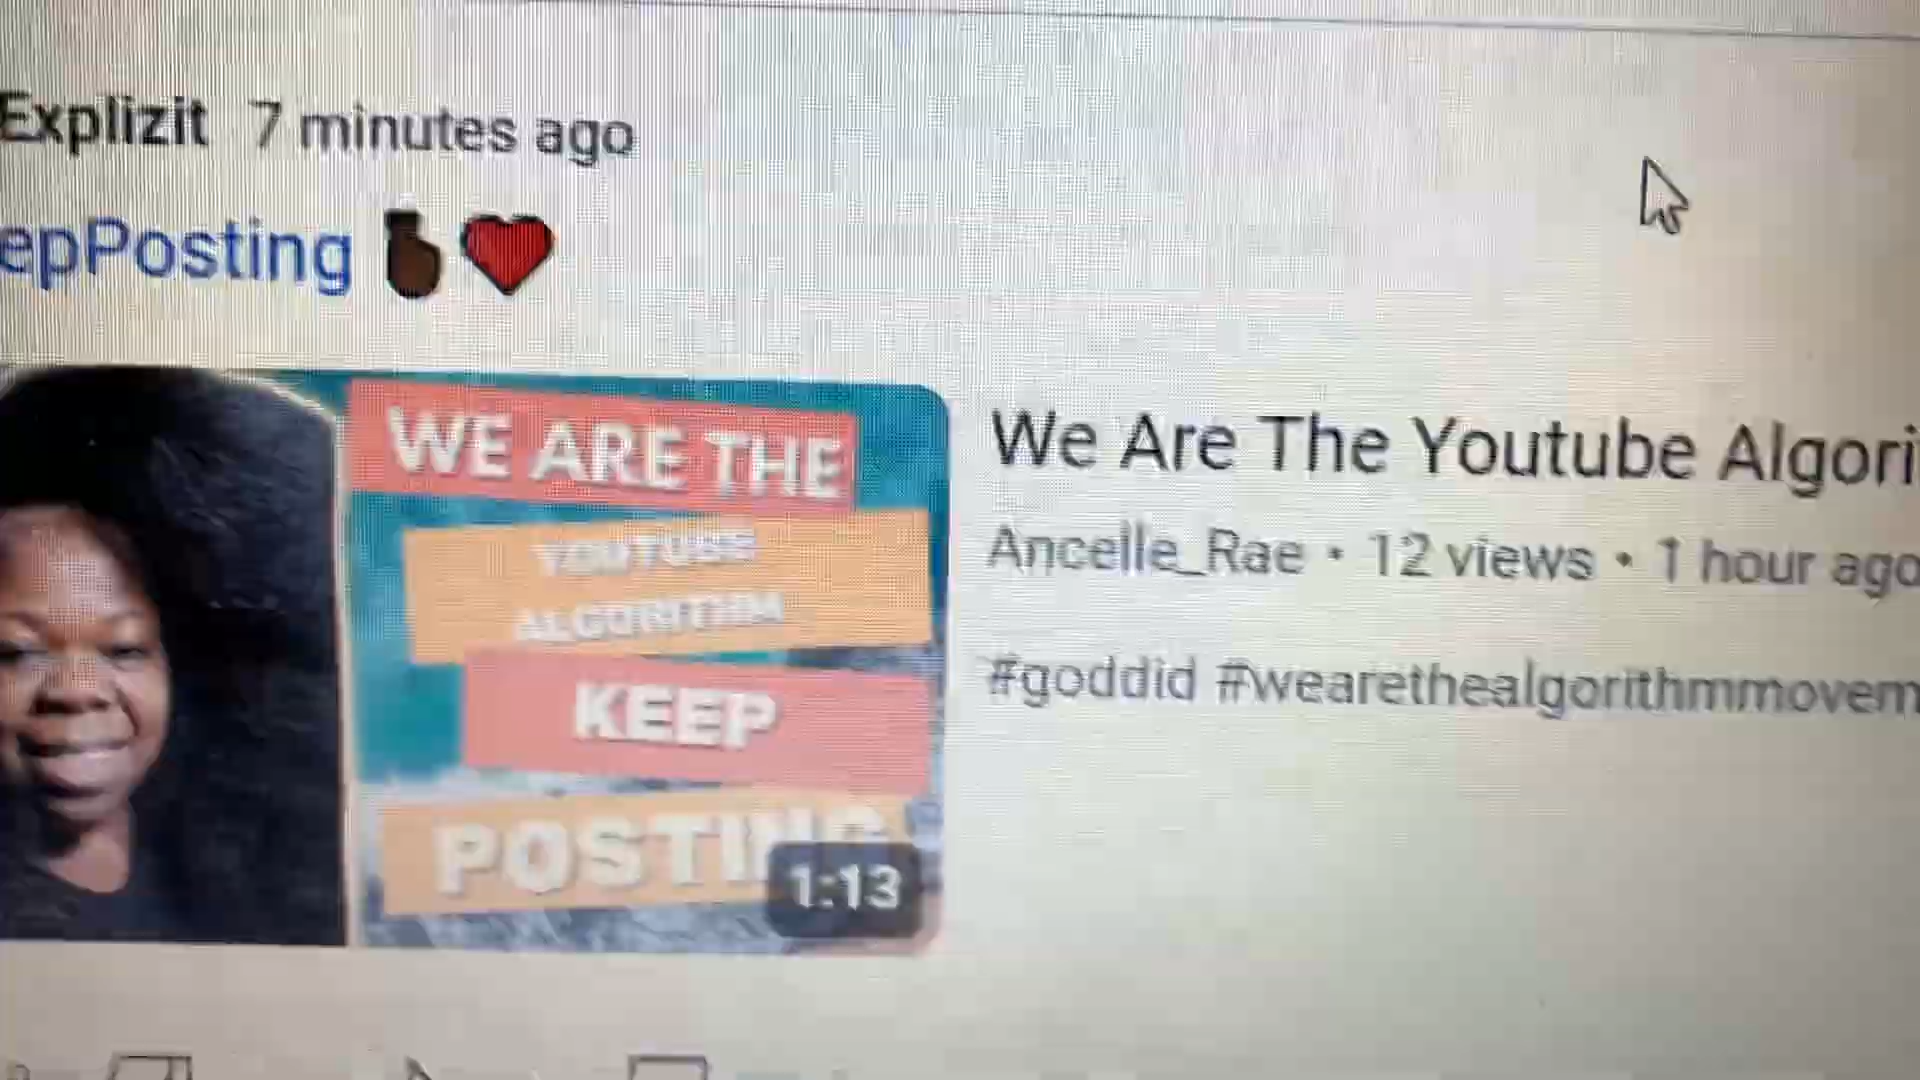 Explizit 7 minutes ago
epPosting
WE ARE THE
YOUTUBE
ALGORITHM
KEEP
POSTING
1:13
We Are The Youtube Algori
Ancelle_Rae • 12 views • 1 hour ago
#goddid #wearethealgorithmmovem